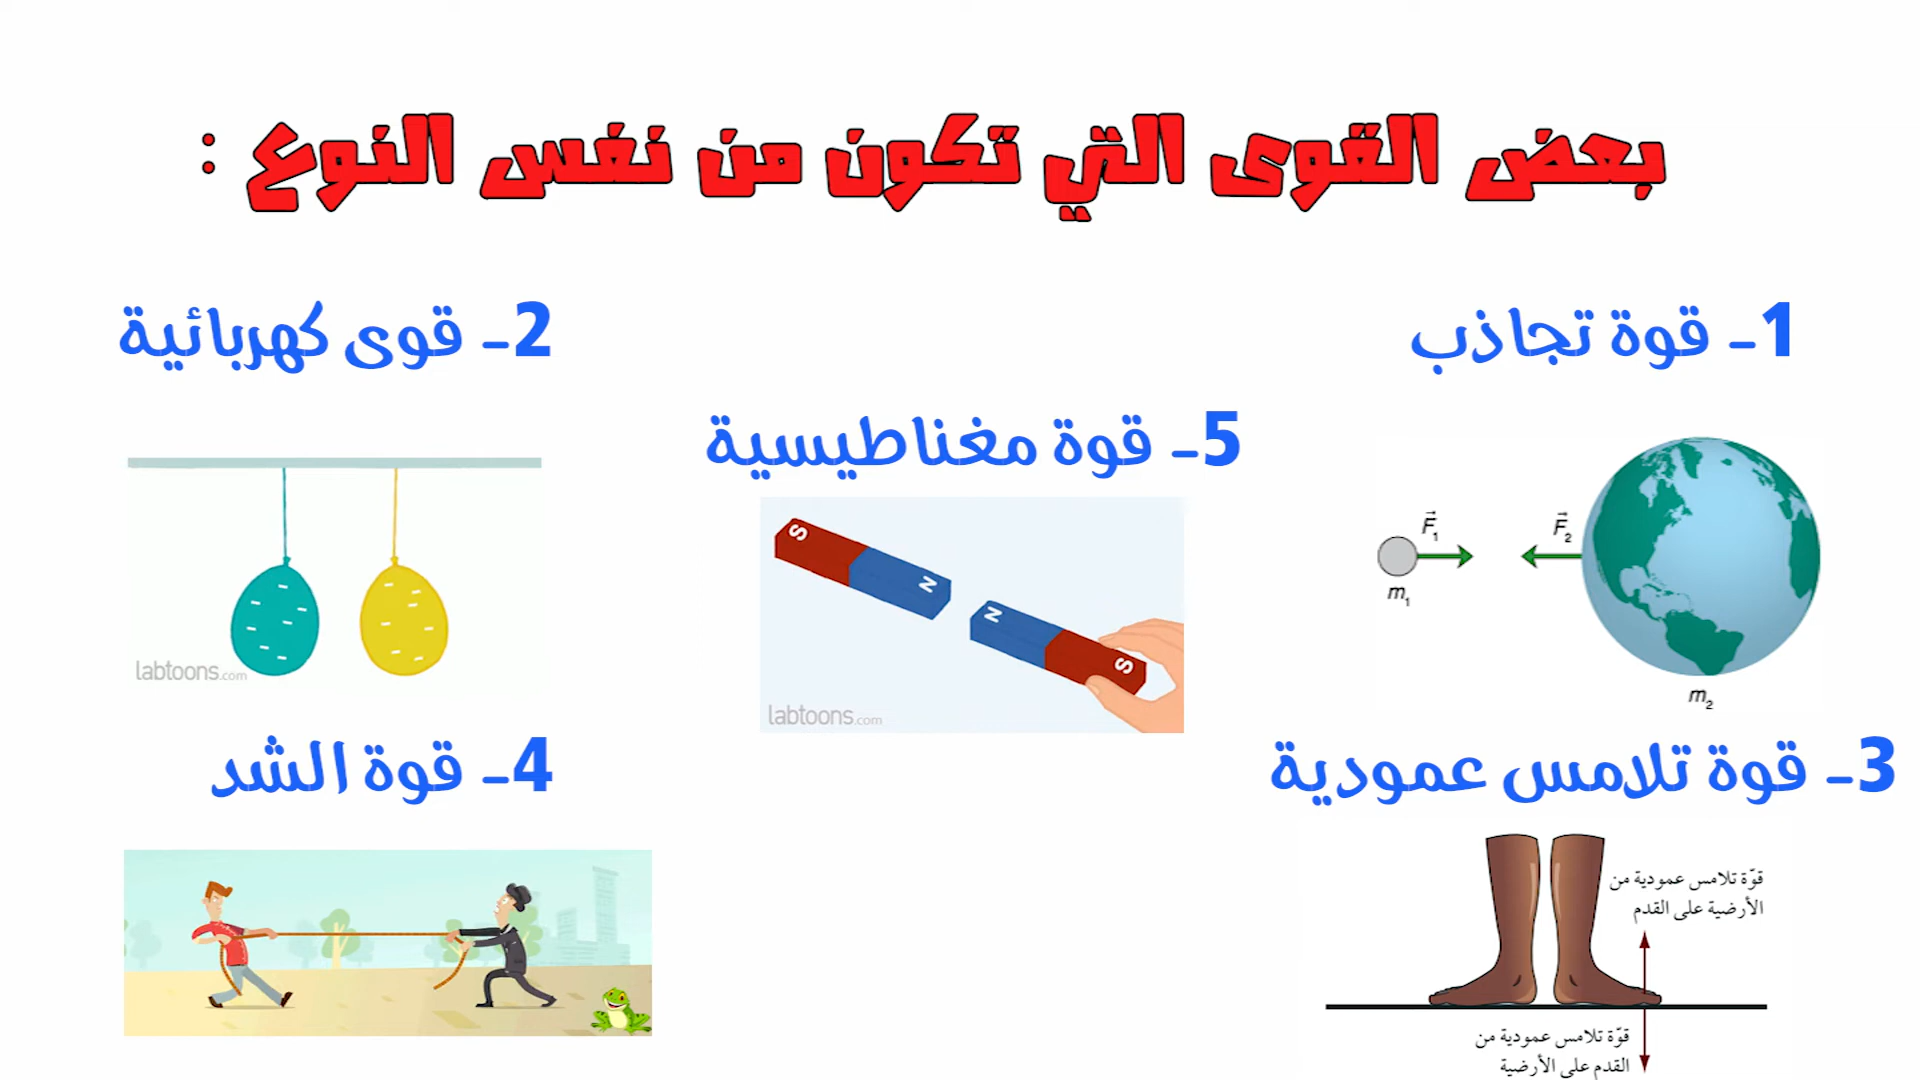 بعض القوى التي تكون من نفس النوع :
1- قوة تجاذب
2- قوى كهربائية
5- قوة مغناطيسية
F₁
F₂
m₁
m₂
S
N
N
S
labtoons.com
labtoons.com
3- قوة تلامس عمودية
4- قوة الشد
قوّة تلامس عمودية من
الأرضية على القدم
قوّة تلامس عمودية من
القدم على الأرضية